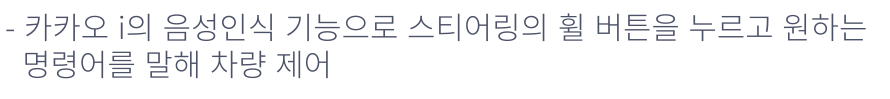 - 카카오 i의 음성인식 기능으로 스티어링의 휠 버튼을 누르고 원하는
명령어를 말해 차량 제어